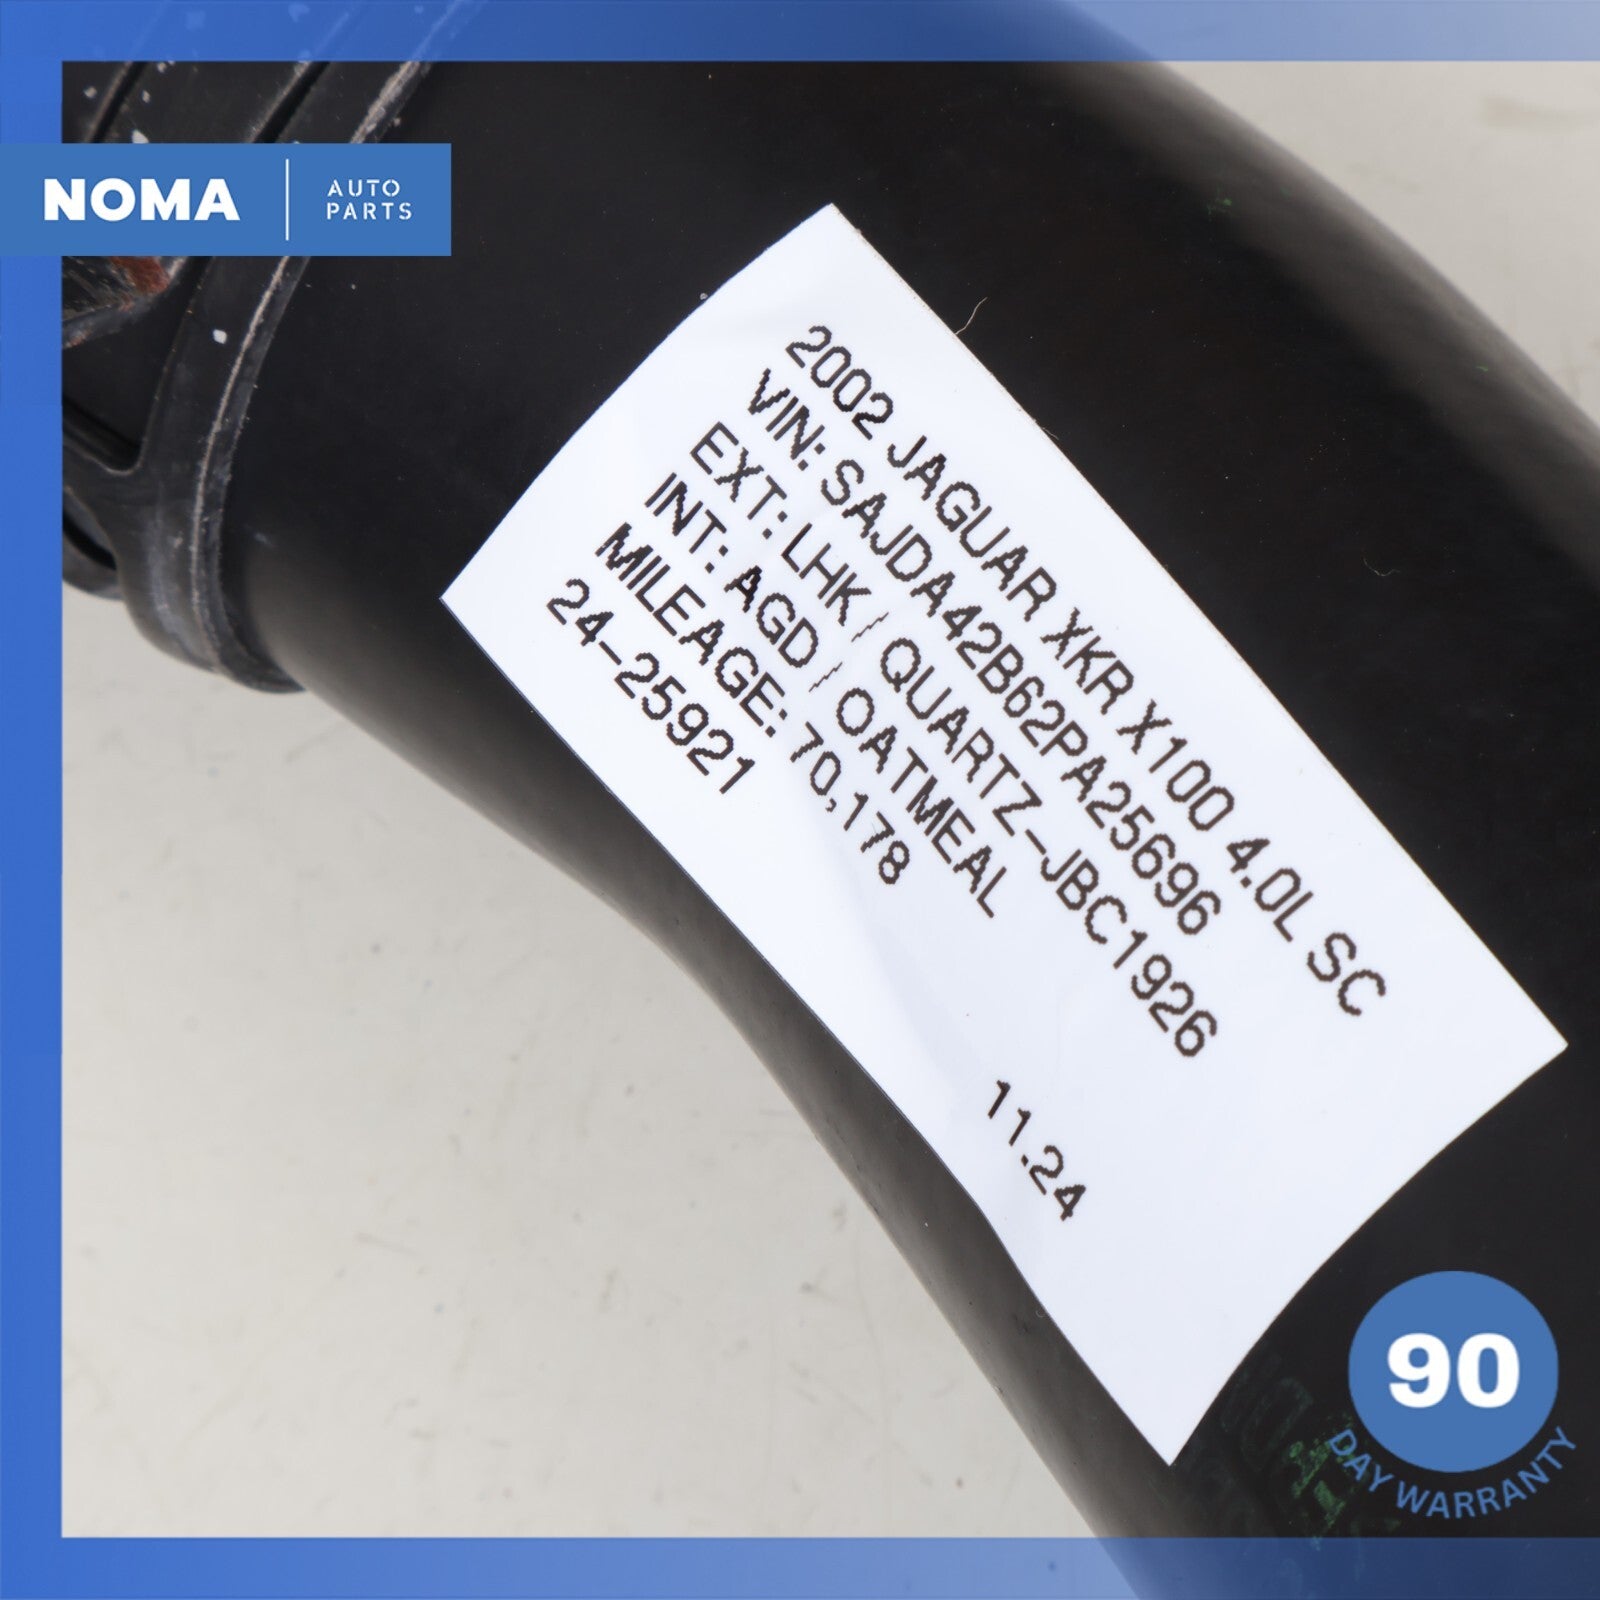 NOMA
AUTO
PARTS
2002 JAGUAR XKR X100 4.0L SC
VIN: SAJDA42B62PA25696
EXT: LHK / QUARTZ-JBC1926
INT: AGD / OATMEAL
MILEAGE: 70,178
24-25921
11.24
90
DAY WARRANTY